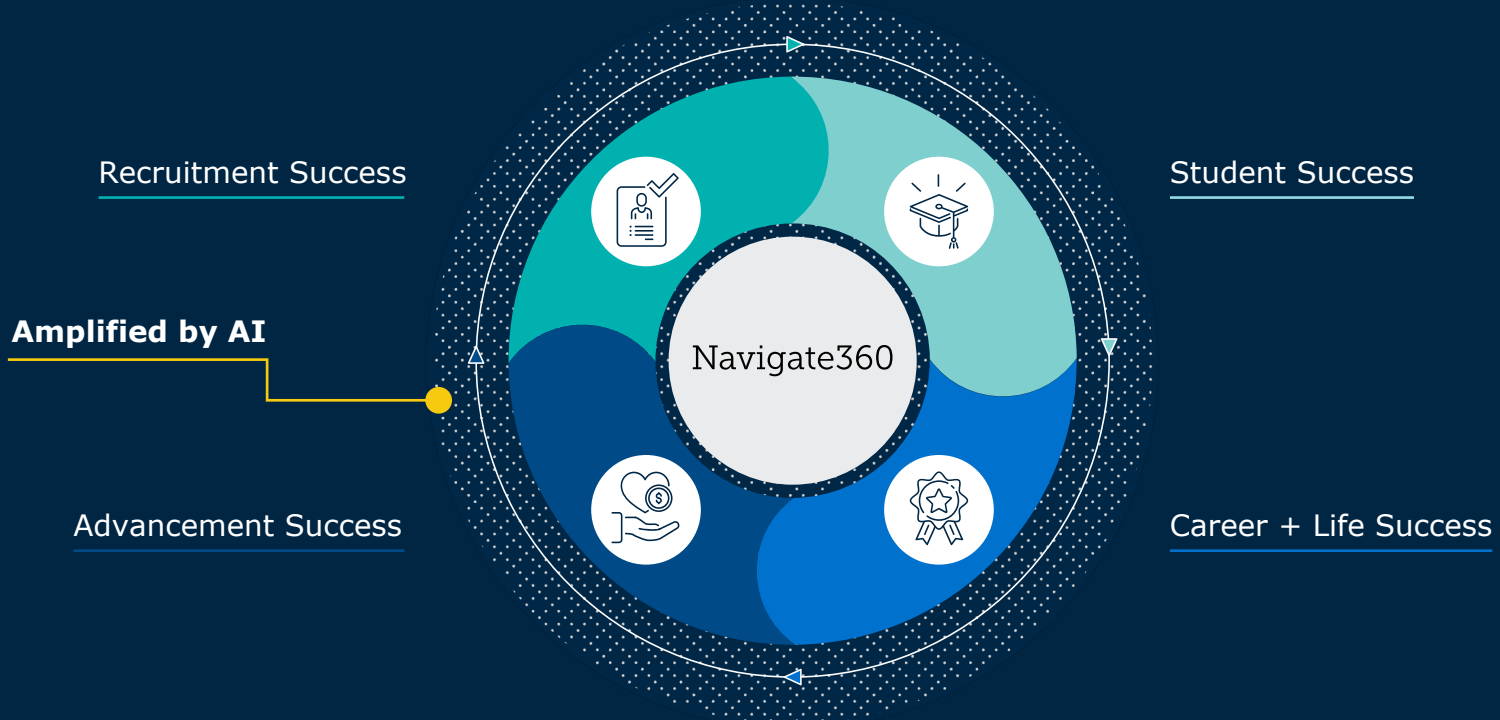 Recruitment Success
Student Success
Amplified by AI
Navigate360
$
Advancement Success
Career + Life Success